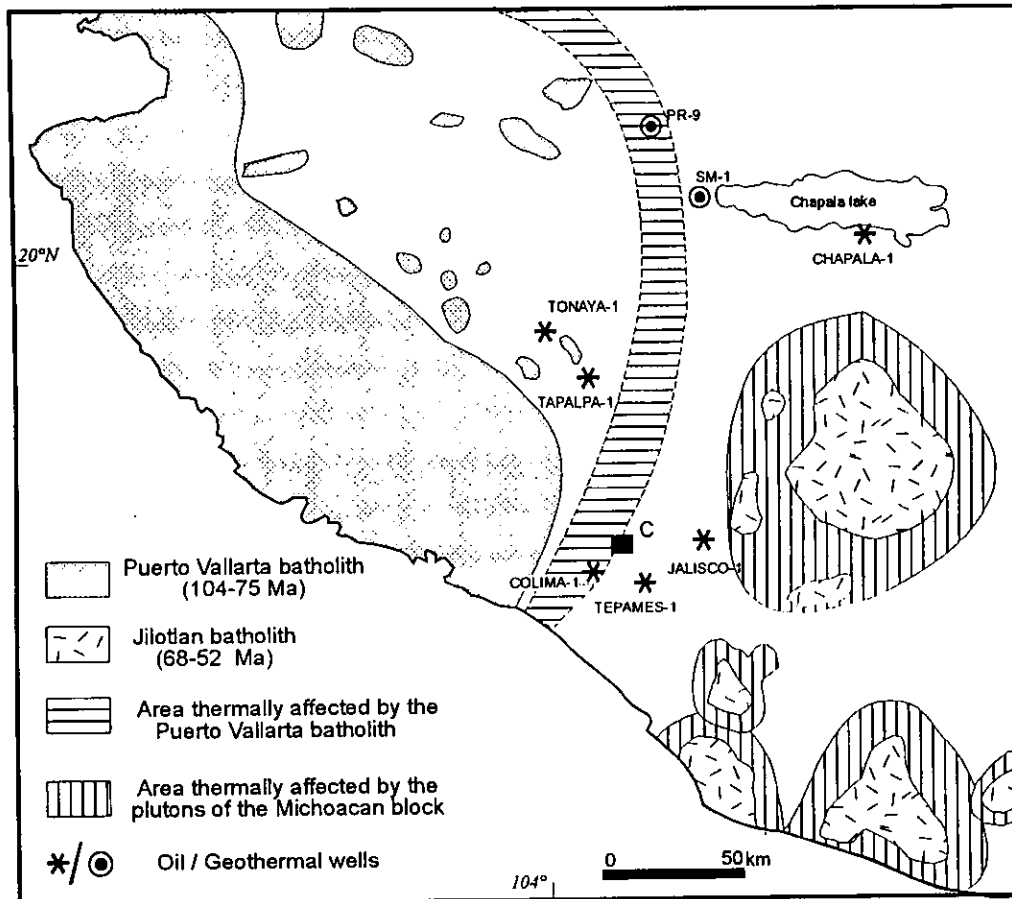 PR-9
SM-1
Chapala lake
CHAPALA-1
20°N
TONAYA-1
TAPALPA-1
C
COLIMA-1
JALISCO-1
TEPAMES-1
Puerto Vallarta batholith
(104-75 Ma)
Jilotlan batholith
(68-52 Ma)
Area thermally affected by the
Puerto Vallarta batholith
Area thermally affected by the
plutons of the Michoacan block
Oil / Geothermal wells
0 50km
104°